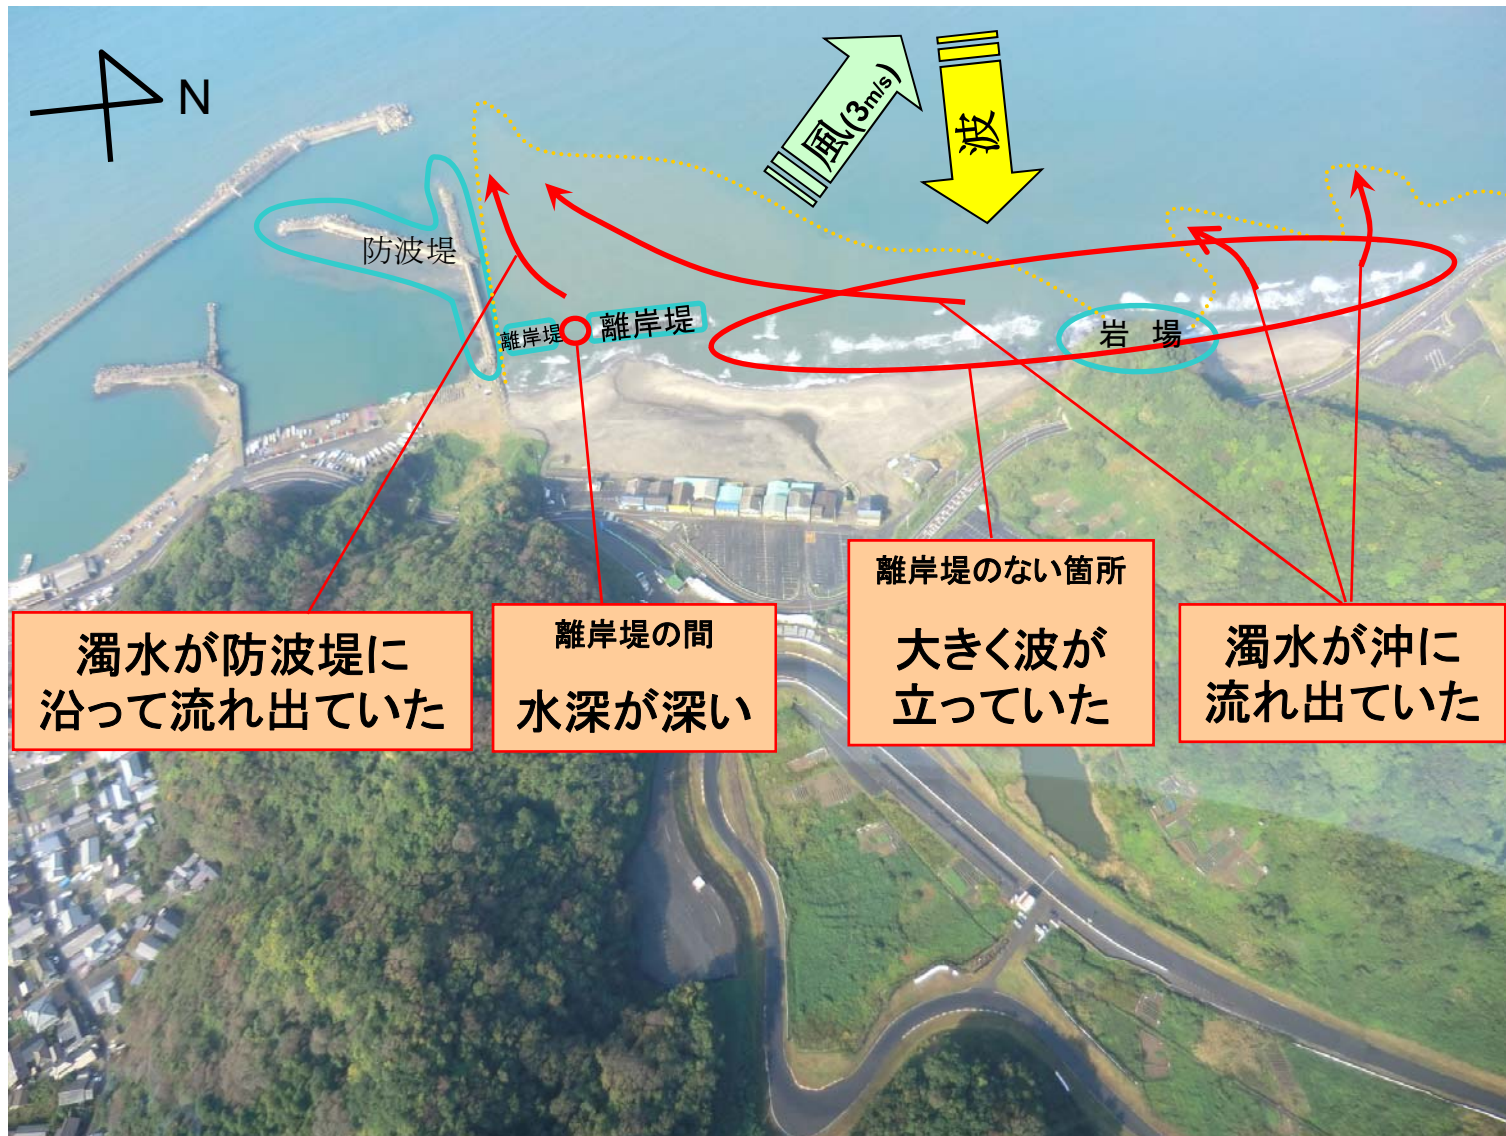 N
風(3m/s)
波
防波堤
離岸堤
離岸堤
岩 場
濁水が防波堤に
沿って流れ出ていた
離岸堤の間
水深が深い
離岸堤のない箇所
大きく波が
立っていた
濁水が沖に
流れ出ていた